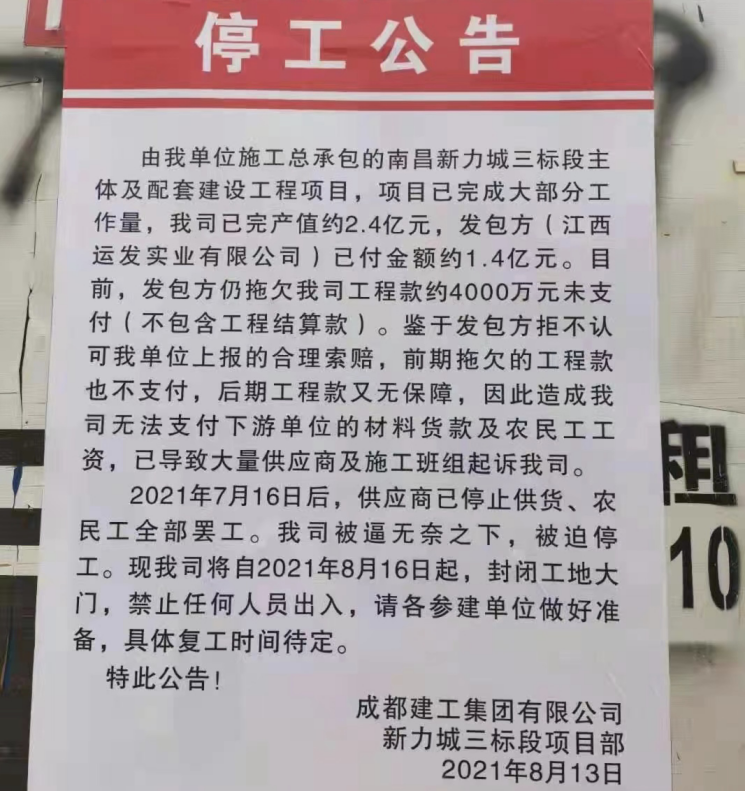 停工公告
由我单位施工总承包的南昌新力城三标段主
体及配套建设工程项目，项目已完成大部分工
作量，我司已完产值约2.4亿元，发包方（江西
运发实业有限公司）已付金额约1.4亿元。目
前，发包方仍拖欠我司工程款约4000万元未支
付（不包含工程结算款）。鉴于发包方拒不认
可我单位上报的合理索赔，前期拖欠的工程款
也不支付，后期工程款又无保障，因此造成我
司无法支付下游单位的材料货款及农民工工
资，已导致大量供应商及施工班组起诉我司。
2021年7月16日后，供应商已停止供货、农
民工全部罢工。我司被逼无奈之下，被迫停
工。现我司将自2021年8月16日起，封闭工地大
门，禁止任何人员出入，请各参建单位做好准
备，具体复工时间待定。
特此公告！
成都建工集团有限公司
新力城三标段项目部
2021年8月13日
租
10